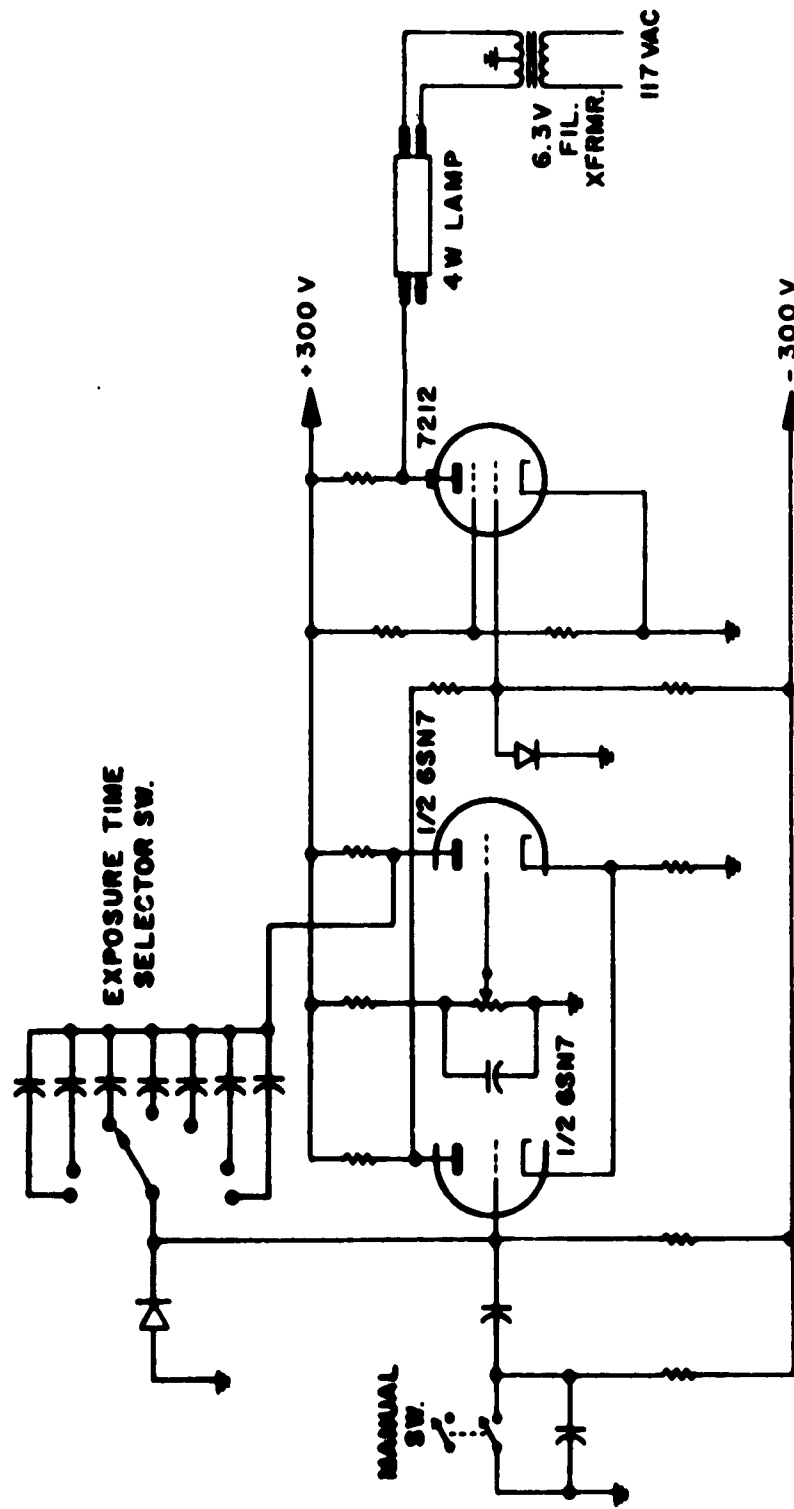 EXPOSURE TIME
SELECTOR SW.
+300 V
4W LAMP
6.3V
FIL.
XFRMR.
117 VAC
7212
1/2 6SN7
1/2 6SN7
MANUAL
SW.
-300 V